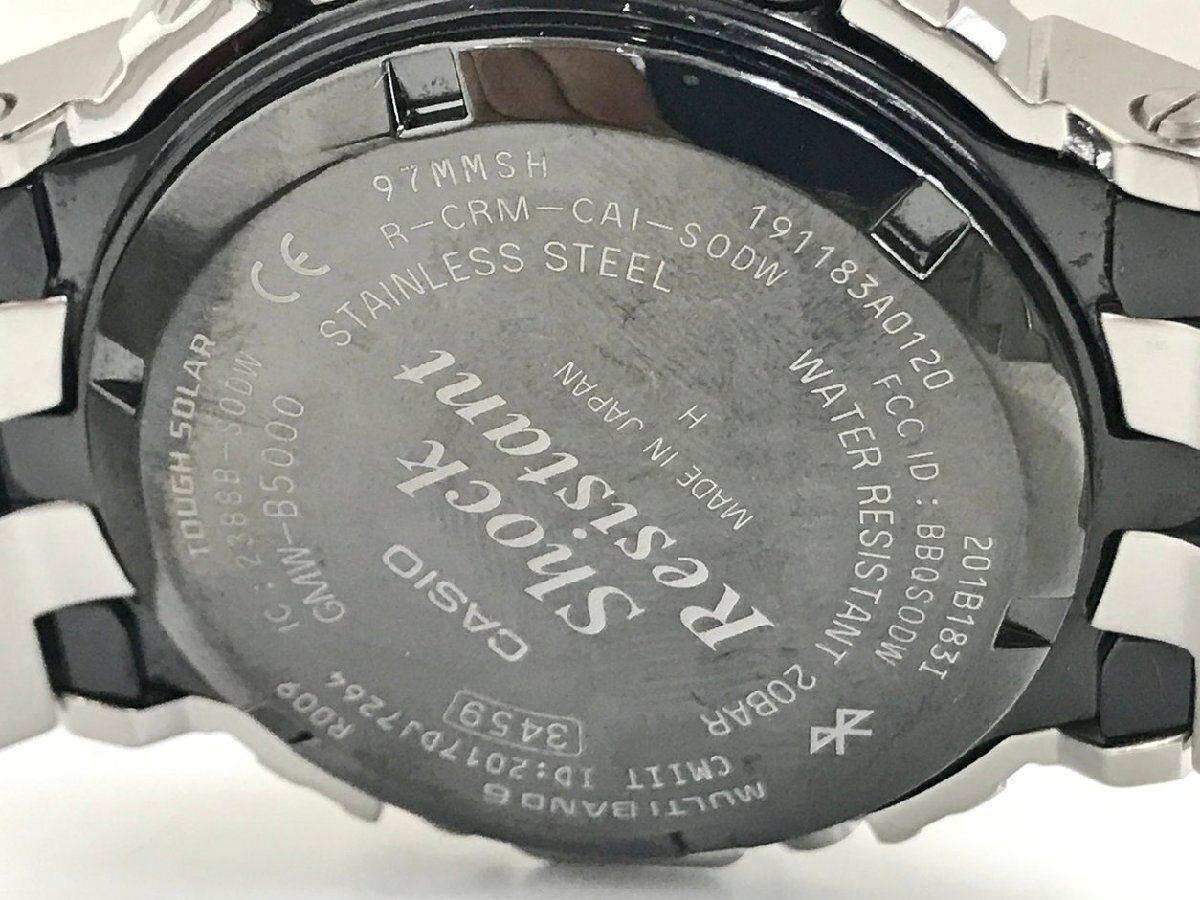 97MMSH
R-CRM-CAI-SODW
STAINLESS STEEL
191183A0120
FCC ID:BBQSODW
201B183I
WATER RESISTANT 20BAR
TOUGH SOLAR
IC:2388B-SODW
GMW-B5000
CASIO
Shock
Resistant
MADE IN JAPAN
H
3459
R009
CMIIT ID:2017DJ7264
MULTI BAND 6